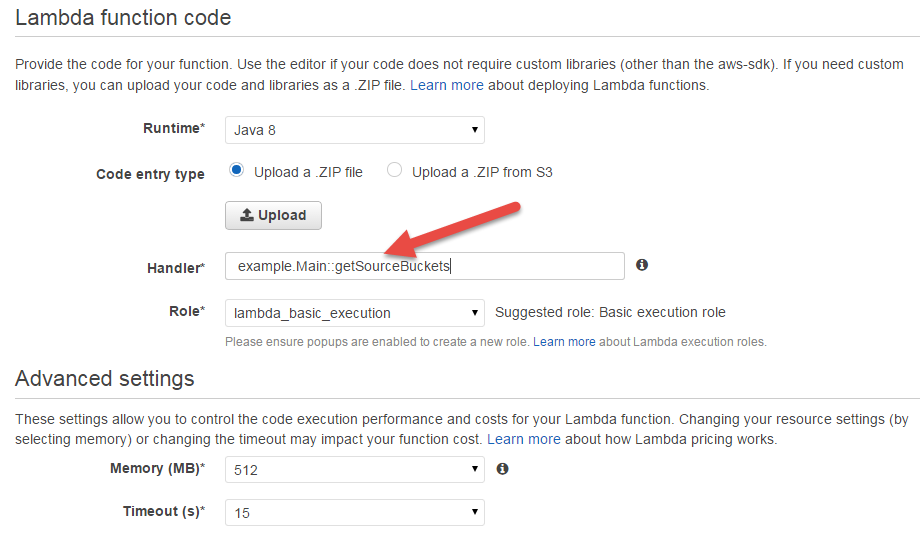 Lambda function code
Provide the code for your function. Use the editor if your code does not require custom libraries (other than the aws-sdk). If you need custom
libraries, you can upload your code and libraries as a .ZIP file. Learn more about deploying Lambda functions.
Runtime* Java 8
Code entry type Upload a .ZIP file Upload a .ZIP from S3
Upload
Handler* example.Main::getSourceBuckets
Role* lambda_basic_execution Suggested role: Basic execution role
Please ensure popups are enabled to create a new role. Learn more about Lambda execution roles.
Advanced settings
These settings allow you to control the code execution performance and costs for your Lambda function. Changing your resource settings (by
selecting memory) or changing the timeout may impact your function cost. Learn more about how Lambda pricing works.
Memory (MB)* 512
Timeout (s)* 15